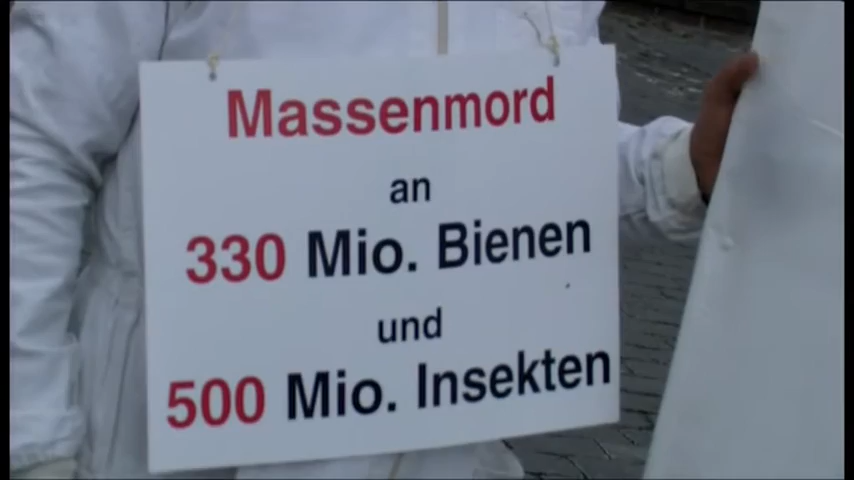 Massenmord
an
330 Mio. Bienen
und
500 Mio. Insekten